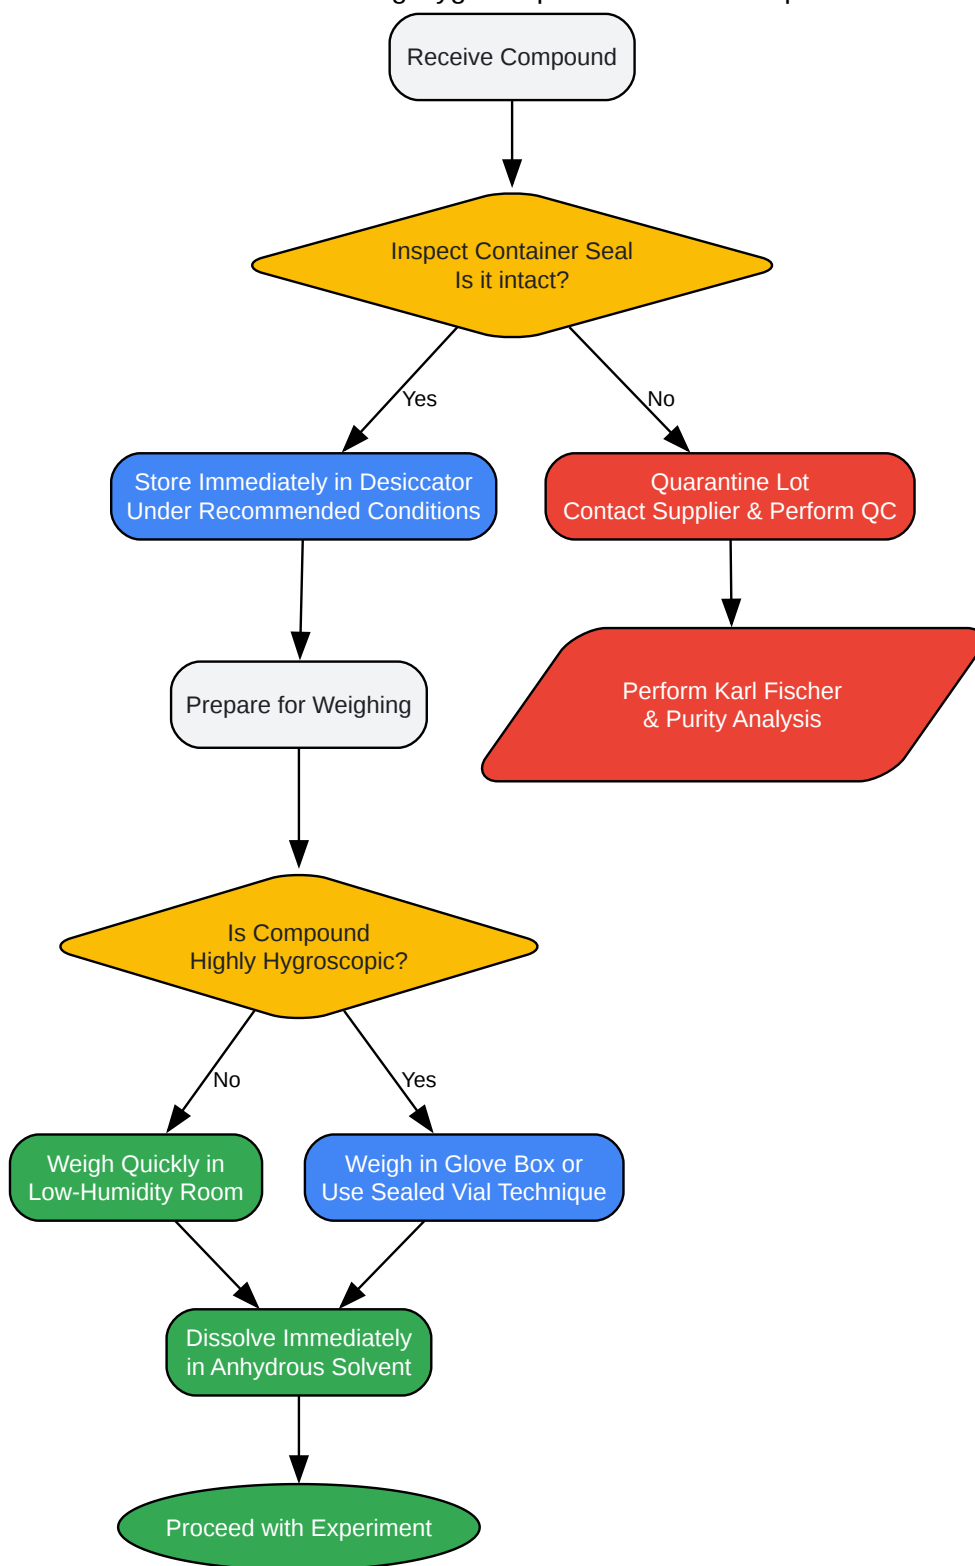 Receive Compound
Inspect Container Seal
Is it intact?
Yes
No
Store Immediately in Desiccator
Under Recommended Conditions
Quarantine Lot
Contact Supplier & Perform QC
Prepare for Weighing
Perform Karl Fischer
& Purity Analysis
Is Compound
Highly Hygroscopic?
No
Yes
Weigh Quickly in
Low-Humidity Room
Weigh in Glove Box or
Use Sealed Vial Technique
Dissolve Immediately
in Anhydrous Solvent
Proceed with Experiment